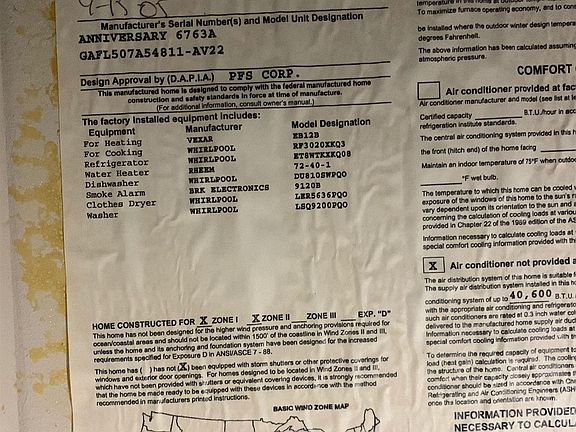 4-15 05
Manufacturer's Serial Number(s) and Model Unit Designation
ANNIVERSARY 6763A
GAFL507A54811-AV22
Design Approval by (D.A.P.I.A.) PFS CORP.
This manufactured home is designed to comply with the federal manufactured home
construction and safety standards in force at time of manufacture.
(For additional information, consult owner's manual.)
The factory Installed equipment Includes:
Equipment Manufacturer Model Designation
For Heating VEXAR EB12B
For Cooking WHIRLPOOL RF3020XKQ3
Refrigerator WHIRLPOOL ET8WTKXKQ08
Water Heater RHEEM 72-40-1
Dishwasher WHIRLPOOL DU810SWPQ0
Smoke Alarm BRK ELECTRONICS 9120B
Clothes Dryer WHIRLPOOL LER5636PQ0
Washer WHIRLPOOL LSQ9200PQ0
HOME CONSTRUCTED FOR X ZONE I X ZONE II ZONE III EXP. "D"
This home has not been designed for the higher wind pressure and anchoring provisions required for
ocean/coastal areas and should not be located within 1500' of the coastline in Wind Zones II and III,
unless the home and its anchoring and foundation system have been designed for the increased
requirements specified for Exposure D in ANSI/ASCE 7 - 88.
This home has ( ) has not (X) been equipped with storm shutters or other protective coverings for
windows and exterior door openings. For homes designed to be located in Wind Zones II and III,
which have not been provided with shutters or equivalent covering devices, it is strongly recommended
that the home be made ready to be equipped with these devices in accordance with the method
recommended in manufacturers printed instructions.
BASIC WIND ZONE MAP
To maximize furnace operating economy, and to con
be installed where the outdoor winter design tempera
degrees Fahrenheit.
The above information has been calculated assuming
atmospheric pressure.
COMFORT
Air conditioner provided at fact
Air conditioner manufacturer and model (see list at le
Certified capacity B.T.U./hour in acco
refrigeration institute standards.
The central air conditioning system provided in this h
the front (hitch end) of the home facing
Maintain an indoor temperature of 75°F when outdo
°F wet bulb.
The temperature to which this home can be cooled w
exposure of the windows of this home to the sun's r
vary dependent upon its orientation to the sun and a
concerning the calculation of cooling loads at various
provided in Chapter 22 of the 1989 edition of the AS
Information necessary to calculate cooling loads at
special comfort cooling information provided with th
X Air conditioner not provided a
The air distribution system of this home is suitable f
The supply air distribution system installed in this
conditioning system of up to 40,600 B.T.U.
with the appropriate air conditioning and refrigerato
such air conditioners are rated at 0.3 inch water col
delivered to the manufactured home supply air duct
Information necessary to calculate cooling loads at
special comfort cooling information provided with t
To determine the required capacity of equipment to
load (heat gain) calculation is required. The cooling
the structure of the home. Central air conditioners
comfort when their capacity closely approximates th
conditioner should be sized in accordance with Cha
Refrigerating and Air Conditioning Engineers (ASH
once the location and orientation are known.
INFORMATION PROVIDED
NECESSARY TO CALCULA